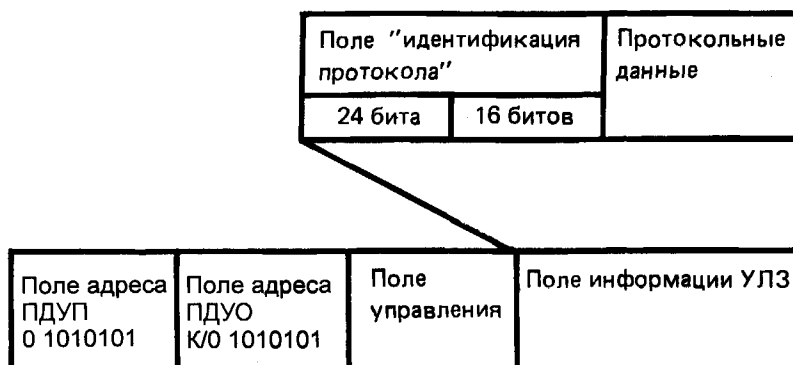 Поле "идентификация
протокола"
Протокольные
данные
24 бита
16 битов
Поле адреса
ПДУП
0 1010101
Поле адреса
ПДУО
К/0 1010101
Поле
управления
Поле информации УЛЗ